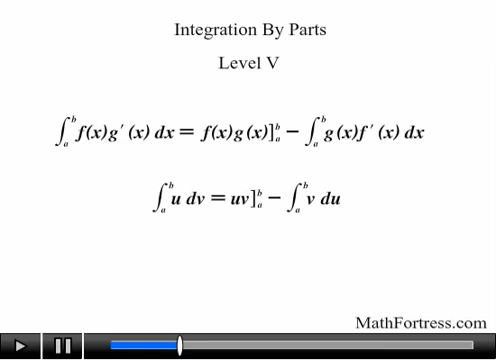 Integration By Parts
Level V
∫ₐᵇ f(x)g′(x) dx = f(x)g(x)]ₐᵇ − ∫ₐᵇ g(x)f′(x) dx
∫ₐᵇ u dv = uv]ₐᵇ − ∫ₐᵇ v du
MathFortress.com